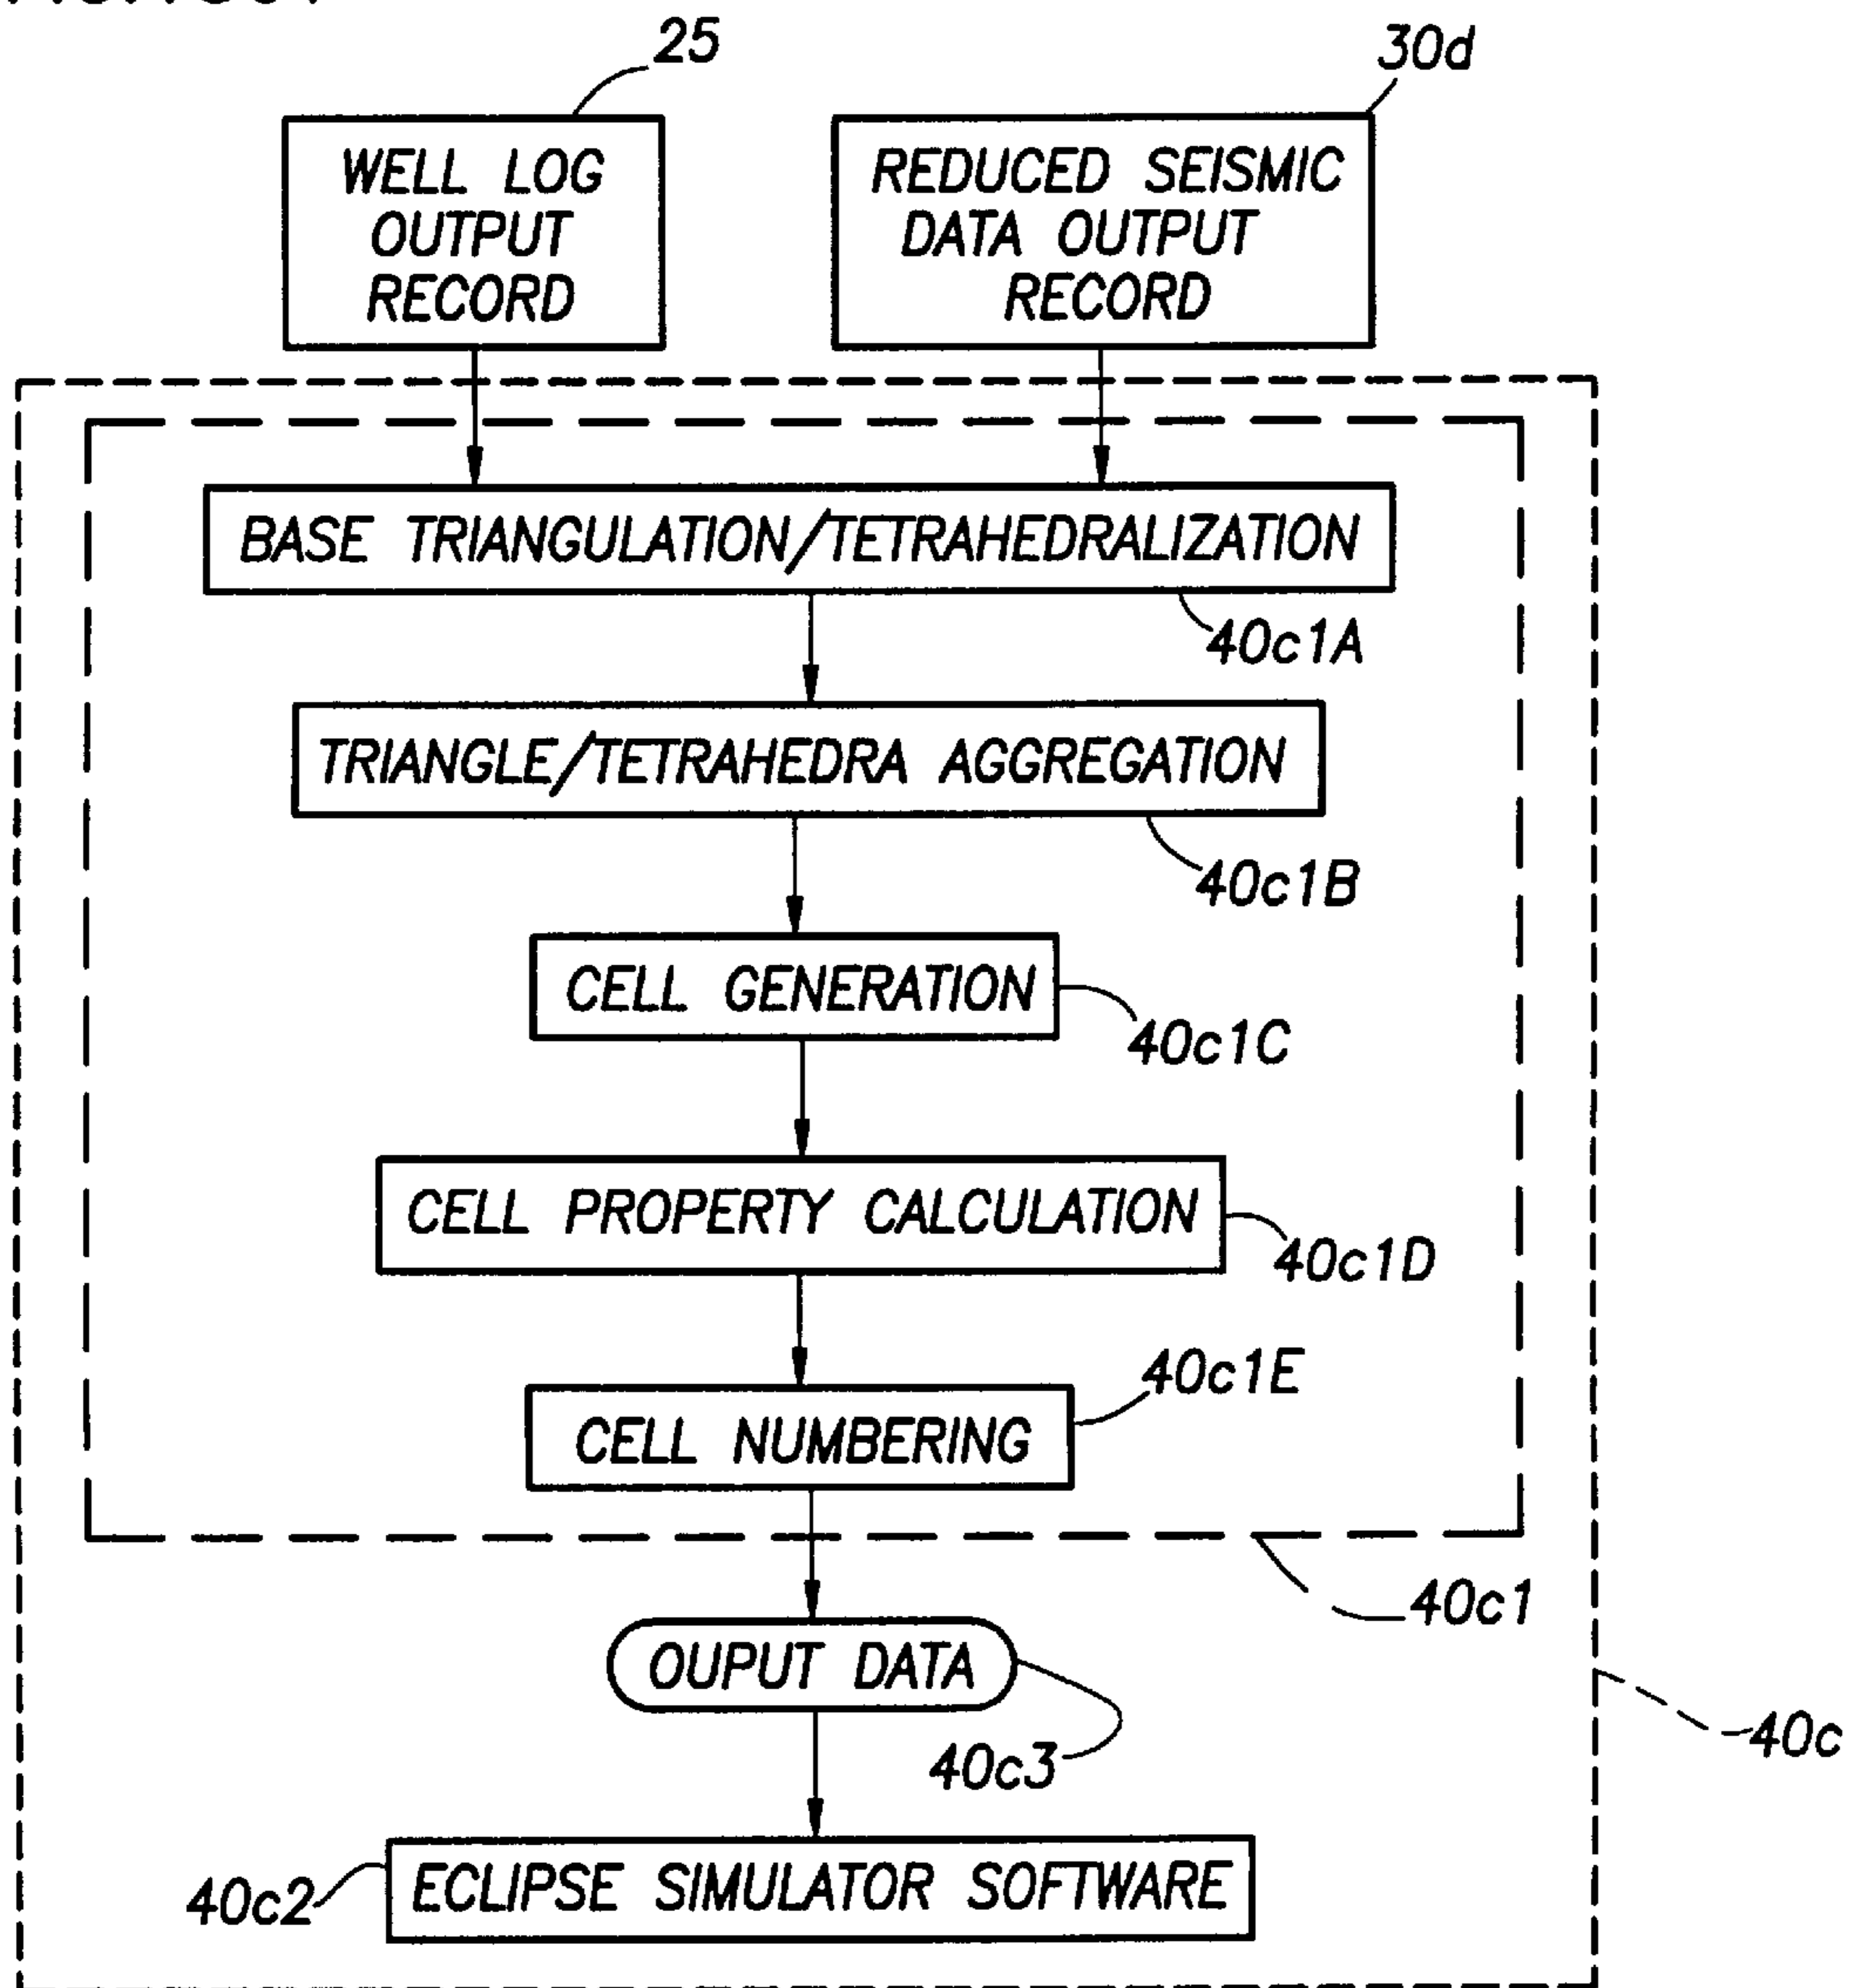 25
30d
WELL LOG
OUTPUT
RECORD
REDUCED SEISMIC
DATA OUTPUT
RECORD
BASE TRIANGULATION/TETRAHEDRALIZATION
40c1A
TRIANGLE/TETRAHEDRA AGGREGATION
40c1B
CELL GENERATION
40c1C
CELL PROPERTY CALCULATION
40c1D
40c1E
CELL NUMBERING
40c1
OUPUT DATA
40c
40c3
40c2
ECLIPSE SIMULATOR SOFTWARE